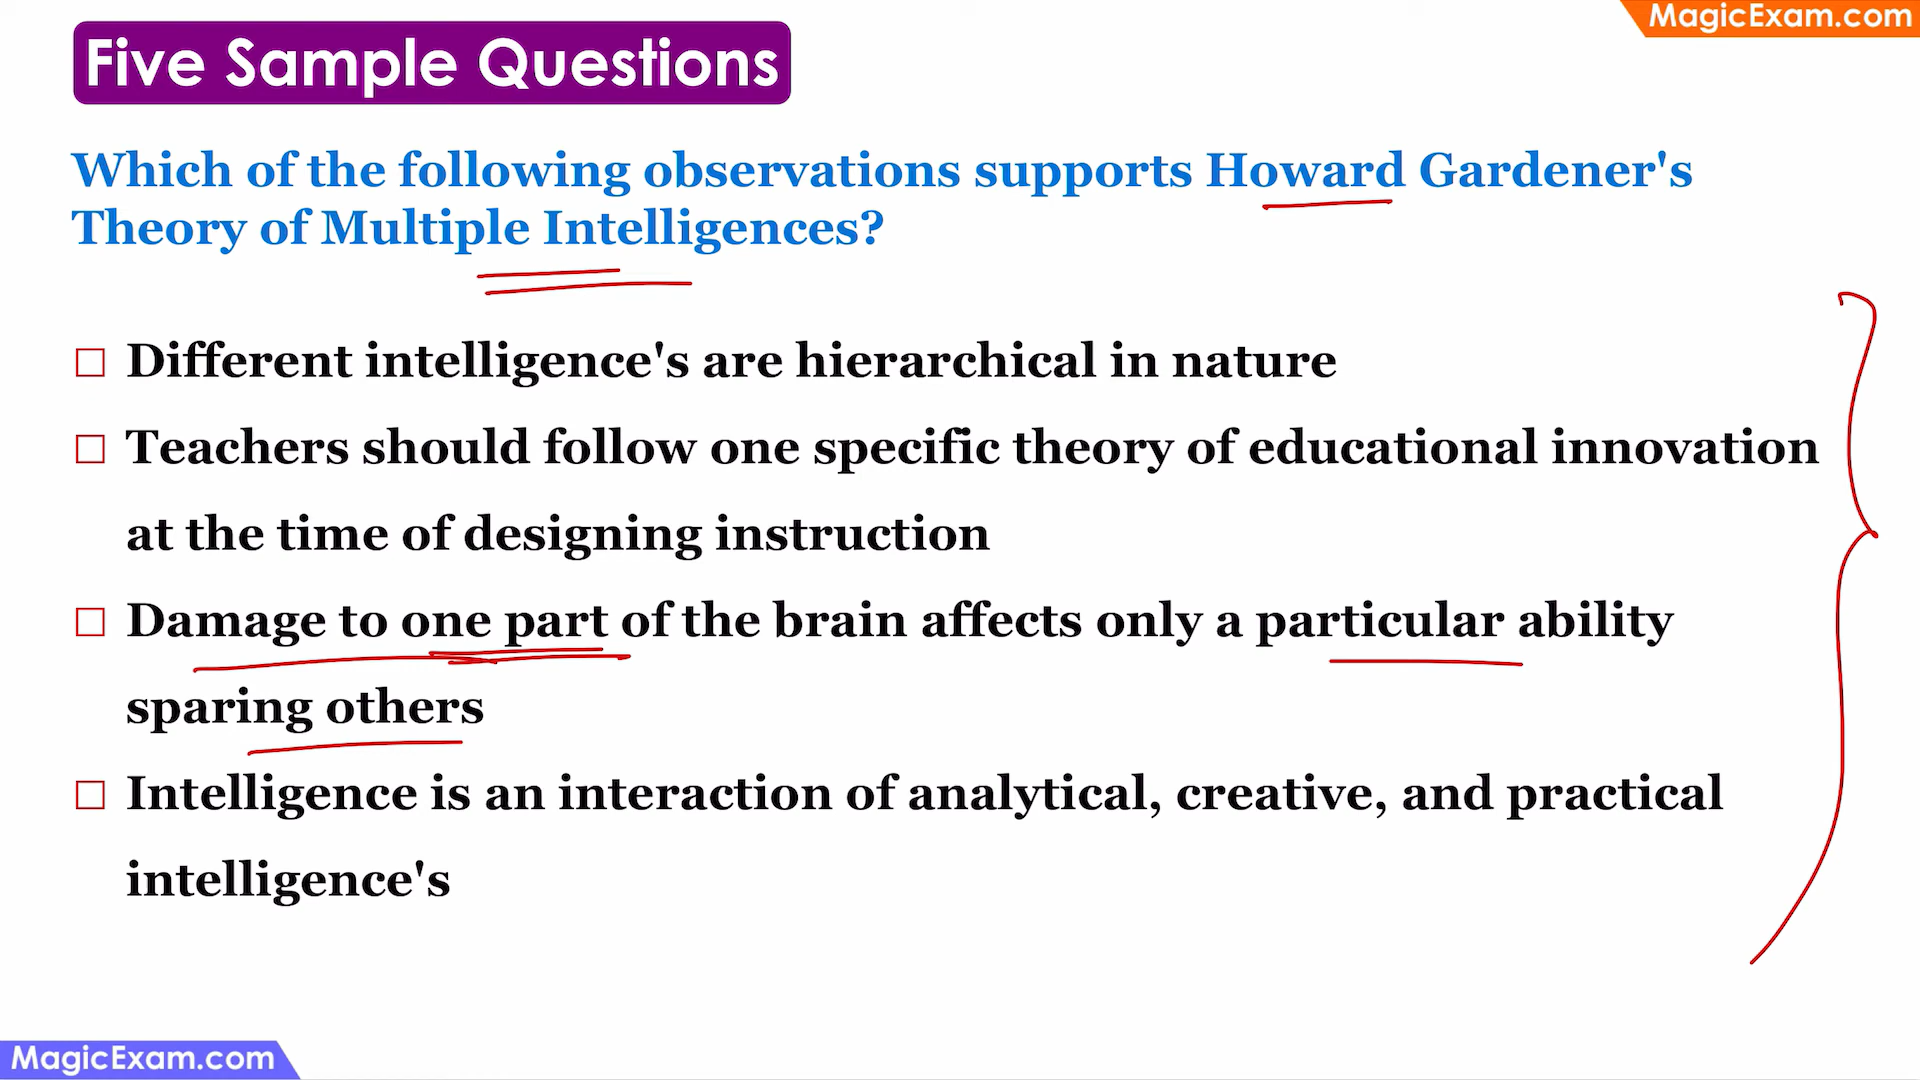 MagicExam.com
Five Sample Questions
Which of the following observations supports Howard Gardener's
Theory of Multiple Intelligences?
Different intelligence's are hierarchical in nature
Teachers should follow one specific theory of educational innovation
at the time of designing instruction
Damage to one part of the brain affects only a particular ability
sparing others
Intelligence is an interaction of analytical, creative, and practical
intelligence's
MagicExam.com